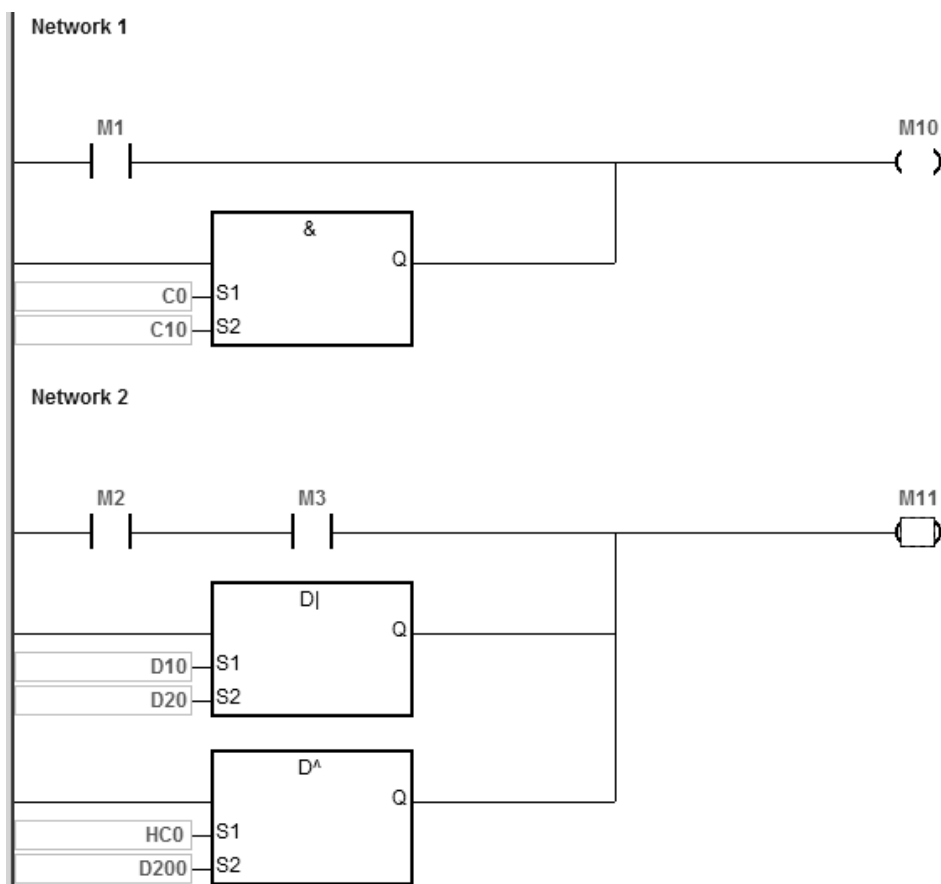 Network 1
M1 M10
&
Q
C0 S1
C10 S2
Network 2
M2 M3 M11
D|
Q
D10 S1
D20 S2
D^
Q
HC0 S1
D200 S2